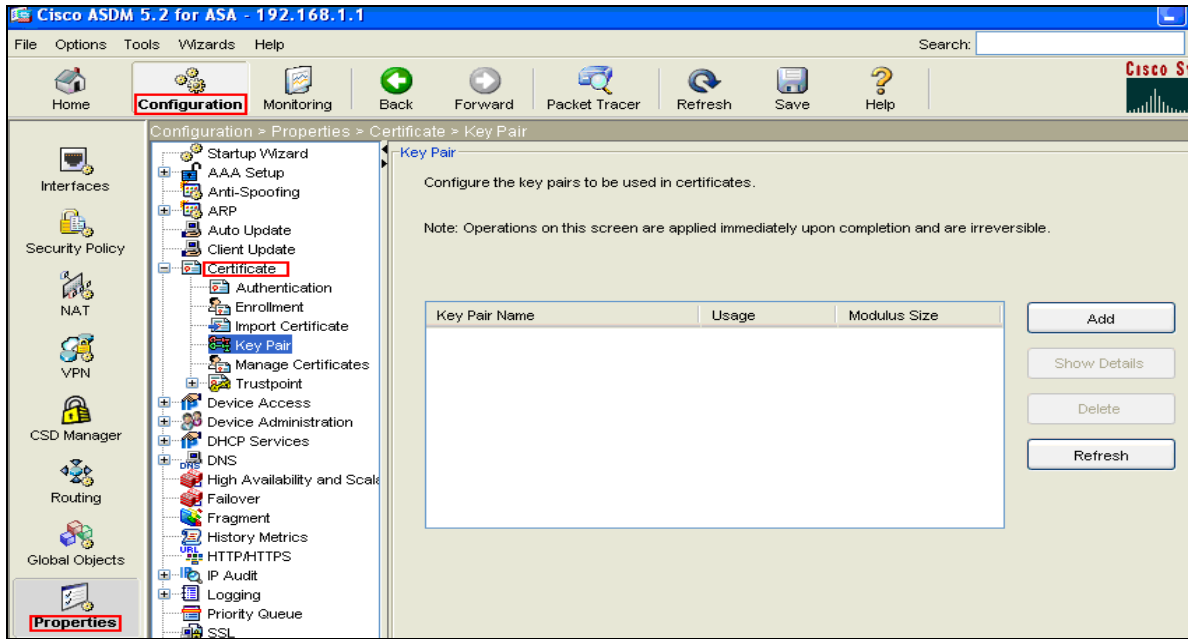 Cisco ASDM 5.2 for ASA - 192.168.1.1
File Options Tools Wizards Help
Search:
Home
Configuration
Monitoring
Back
Forward
Packet Tracer
Refresh
Save
Help
Cisco Sy
Configuration > Properties > Certificate > Key Pair
Interfaces
Security Policy
NAT
VPN
CSD Manager
Routing
Global Objects
Properties
Startup Wizard
AAA Setup
Anti-Spoofing
ARP
Auto Update
Client Update
Certificate
Authentication
Enrollment
Import Certificate
Key Pair
Manage Certificates
Trustpoint
Device Access
Device Administration
DHCP Services
DNS
High Availability and Scala
Failover
Fragment
History Metrics
HTTP/HTTPS
IP Audit
Logging
Priority Queue
SSL
Key Pair
Configure the key pairs to be used in certificates.
Note: Operations on this screen are applied immediately upon completion and are irreversible.
Key Pair Name Usage Modulus Size
Add
Show Details
Delete
Refresh